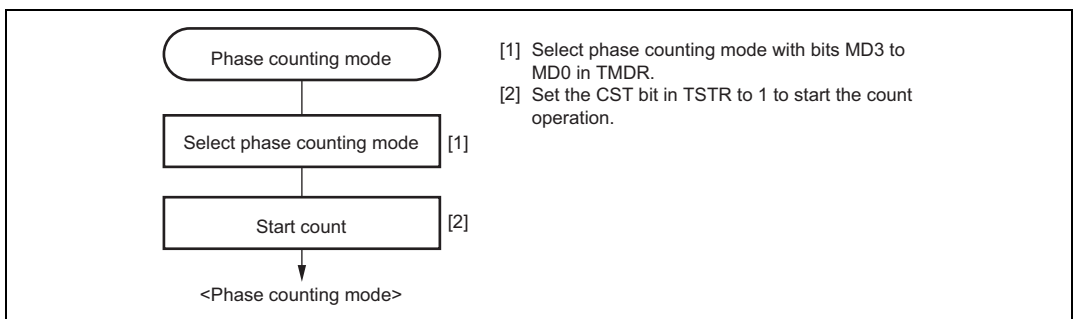 Phase counting mode
Select phase counting mode [1]
Start count [2]
<Phase counting mode>
[1] Select phase counting mode with bits MD3 to
MD0 in TMDR.
[2] Set the CST bit in TSTR to 1 to start the count
operation.